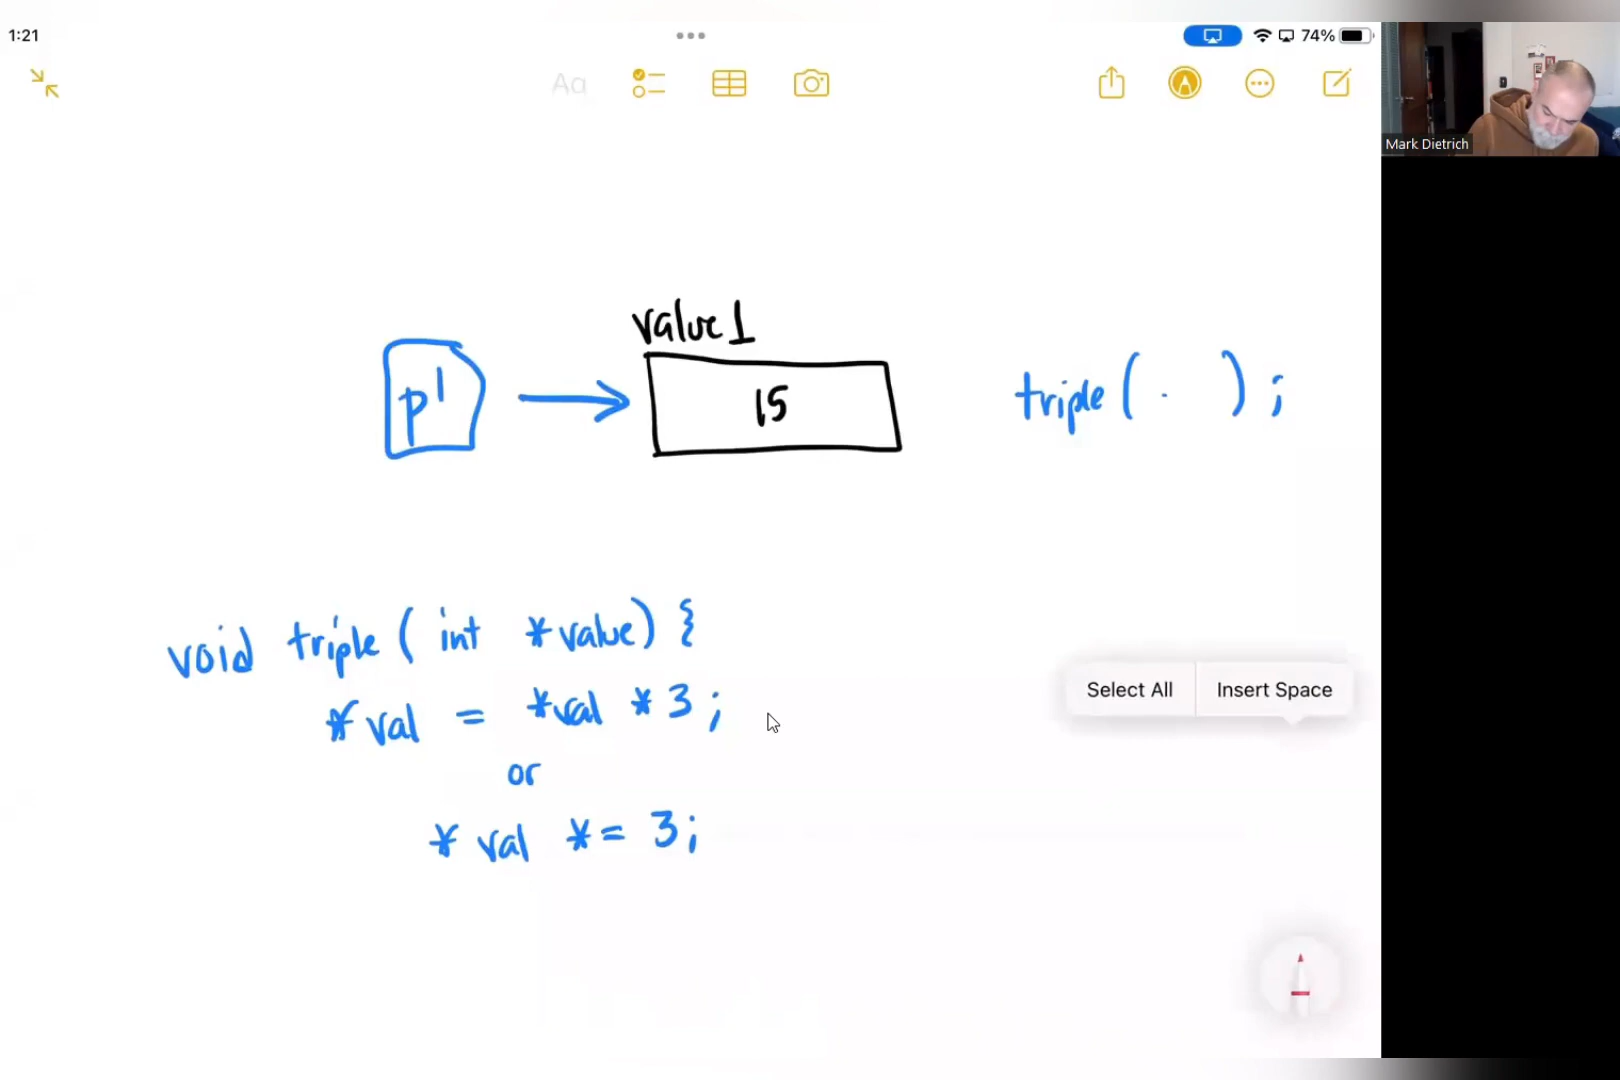 1:21
74%
Aa
Mark Dietrich
value1
p1
15
triple( . );
void triple( int *value) {
*val = *val * 3;
or
* val *= 3;
Select All
Insert Space